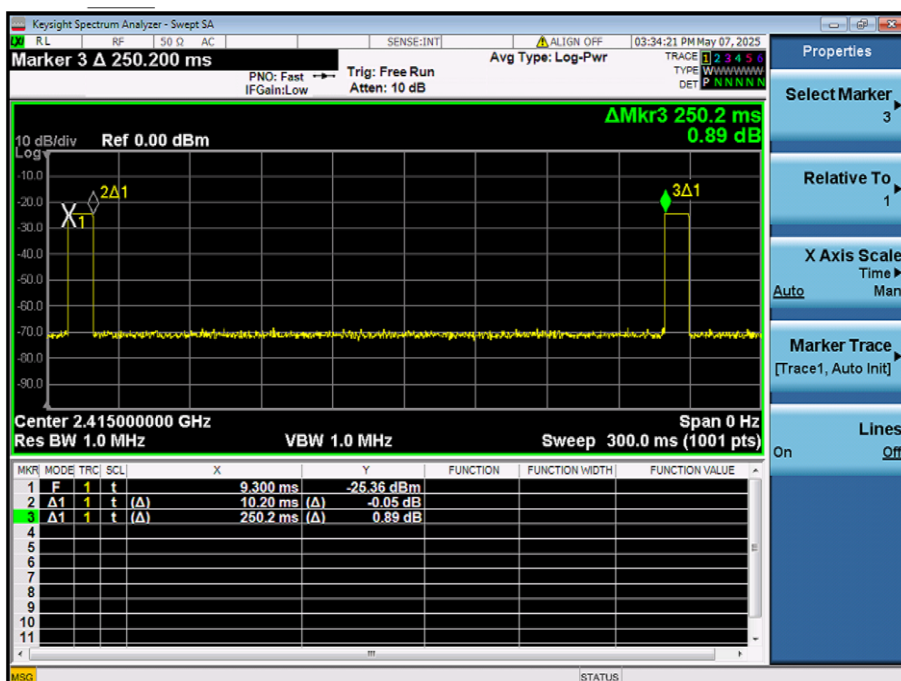 Keysight Spectrum Analyzer - Swept SA
LXI RL RF 50 Ω AC SENSE:INT ALIGN OFF 03:34:21 PM May 07, 2025
Marker 3 Δ 250.200 ms
PNO: Fast
IFGain:Low
Trig: Free Run
Atten: 10 dB
Avg Type: Log-Pwr
TRACE 1 2 3 4 5 6
TYPE WWWWWW
DET P N N N N N
ΔMkr3 250.2 ms
0.89 dB
10 dB/div Ref 0.00 dBm
Log
-10.0
-20.0
-30.0
-40.0
-50.0
-60.0
-70.0
-80.0
-90.0
X1
2Δ1
3Δ1
Center 2.415000000 GHz Span 0 Hz
Res BW 1.0 MHz VBW 1.0 MHz Sweep 300.0 ms (1001 pts)
MKR MODE TRC SCL X Y FUNCTION FUNCTION WIDTH FUNCTION VALUE
1 F 1 t 9.300 ms -25.36 dBm
2 Δ1 1 t (Δ) 10.20 ms (Δ) -0.05 dB
3 Δ1 1 t (Δ) 250.2 ms (Δ) 0.89 dB
4
5
6
7
8
9
10
11
MSG STATUS
Properties
Select Marker
3
Relative To
1
X Axis Scale
Time
Auto Man
Marker Trace
[Trace1, Auto Init]
Lines
On Off